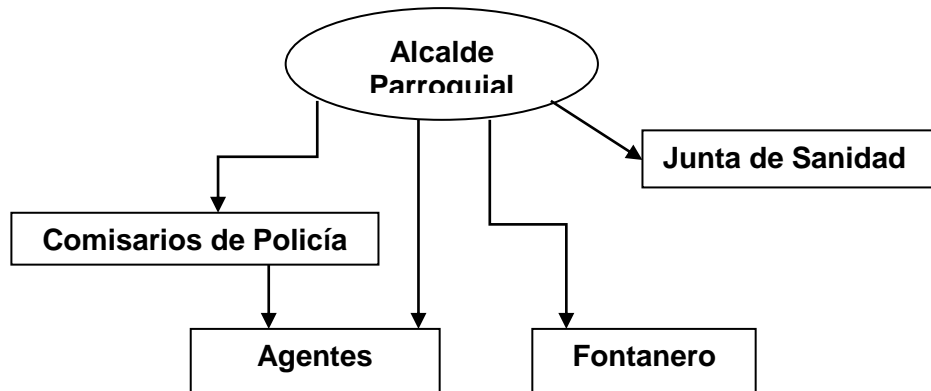 Alcalde
Parroquial
Junta de Sanidad
Comisarios de Policía
Agentes
Fontanero